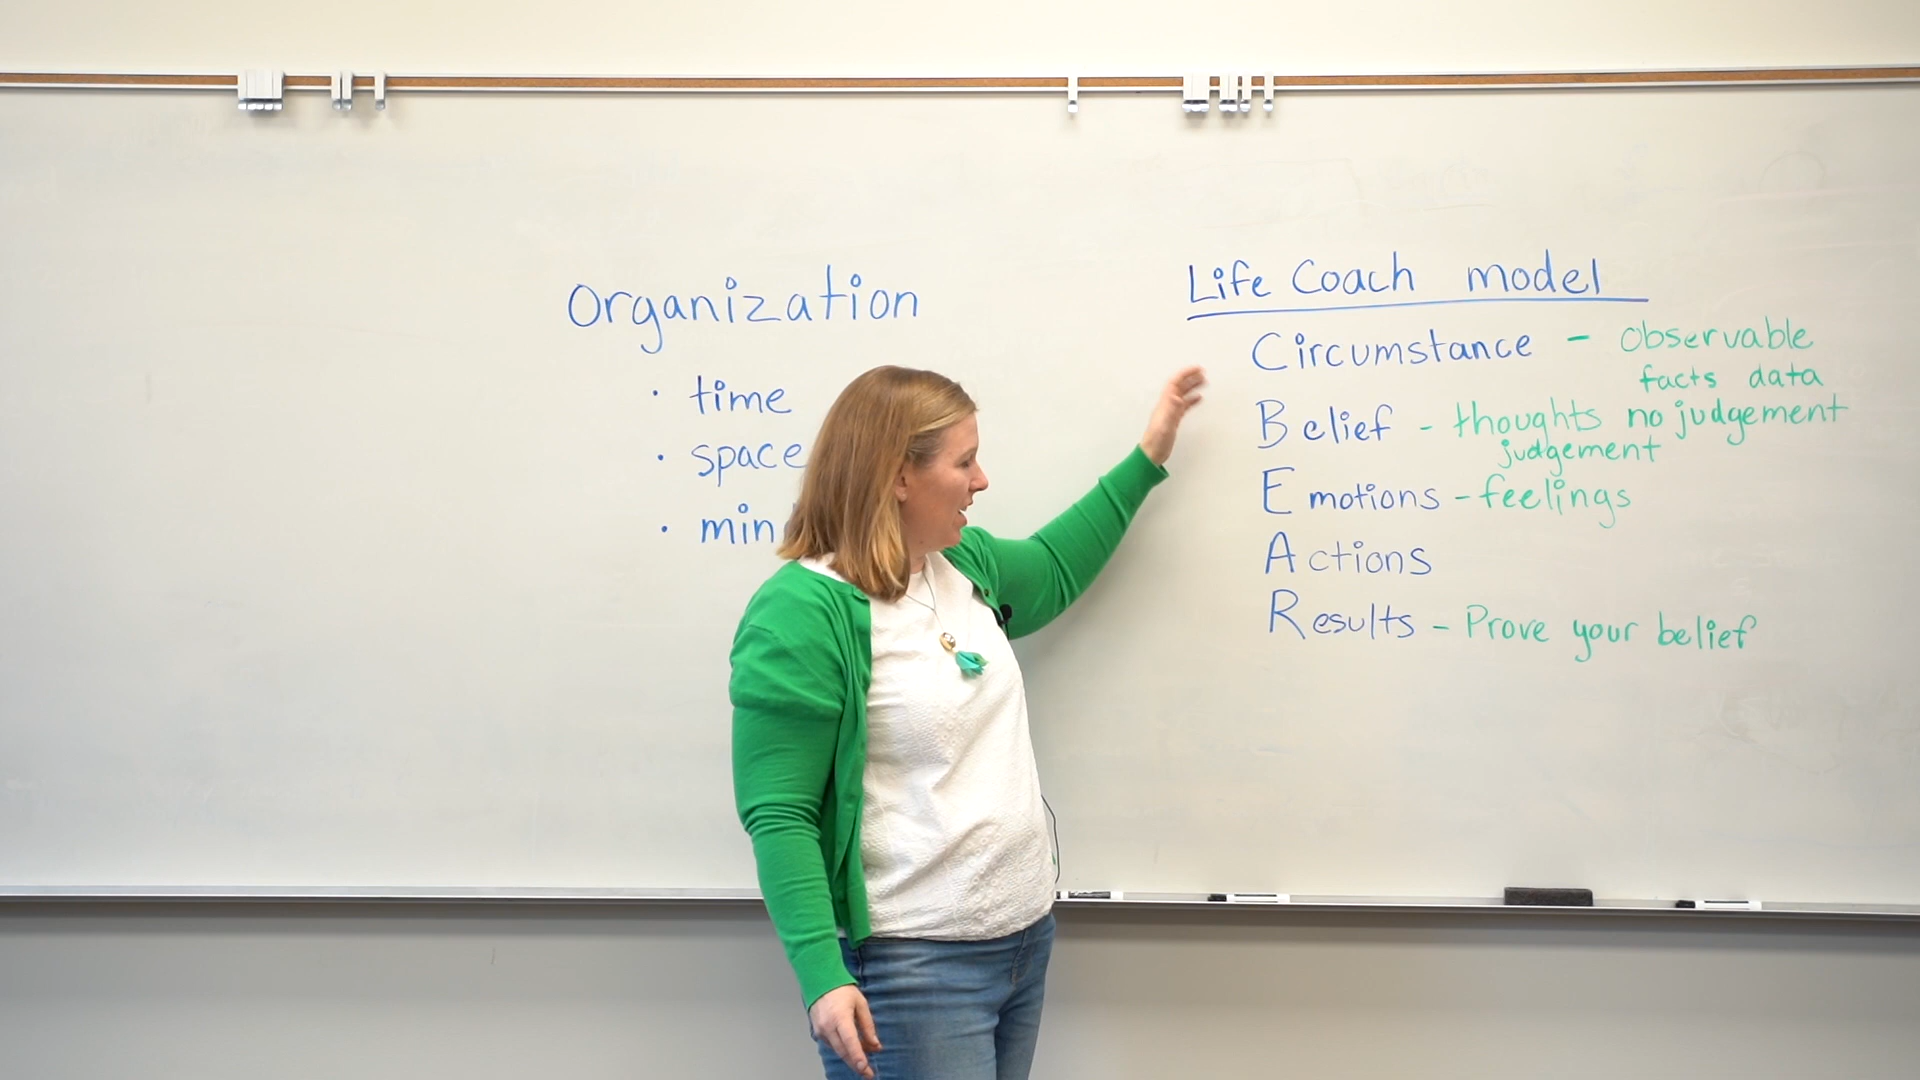 Organization
· time
· space
· min
Life Coach model
Circumstance - Observable
facts data
no judgement
Belief - thoughts
judgement
Emotions - feelings
Actions
Results - Prove your belief